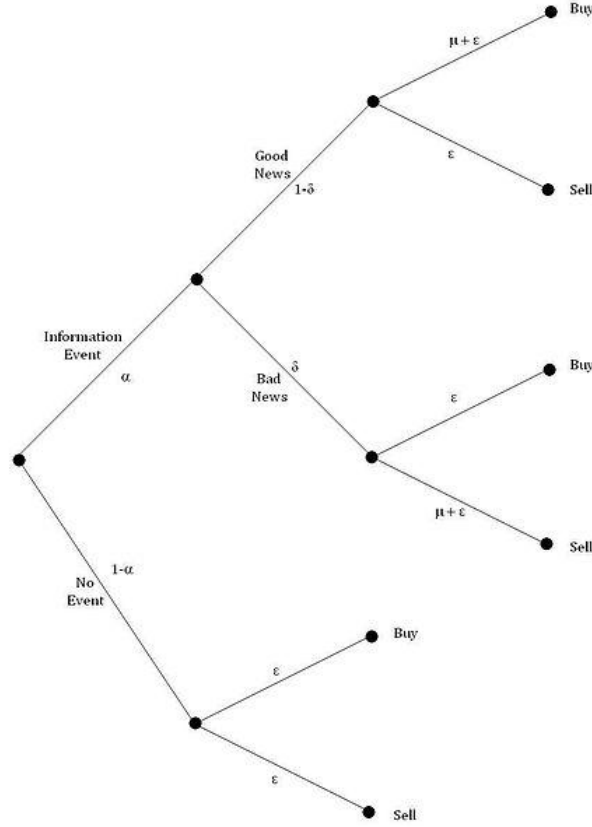 Buy
μ + ε
Good
News
ε
1-δ
Sell
Information
Event
α
δ
Buy
Bad
News
ε
μ + ε
Sell
1-α
No
Event
Buy
ε
ε
Sell